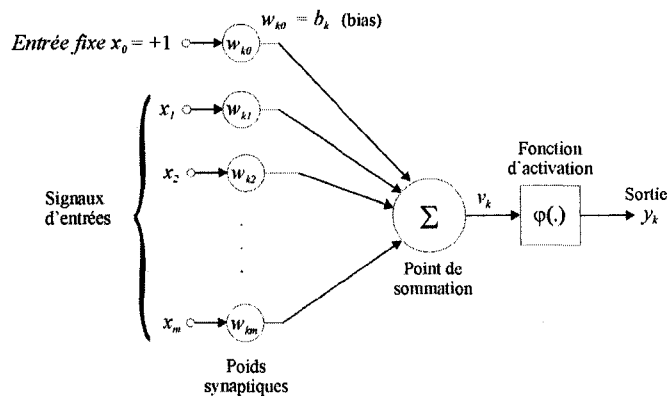 w_k0 = b_k (bias)
Entrée fixe x_0 = +1
w_k0
x_1
w_k1
x_2
w_k2
Signaux
d'entrées
x_m
w_km
Poids
synaptiques
Σ
Point de
sommation
v_k
Fonction
d'activation
φ(.)
Sortie
y_k